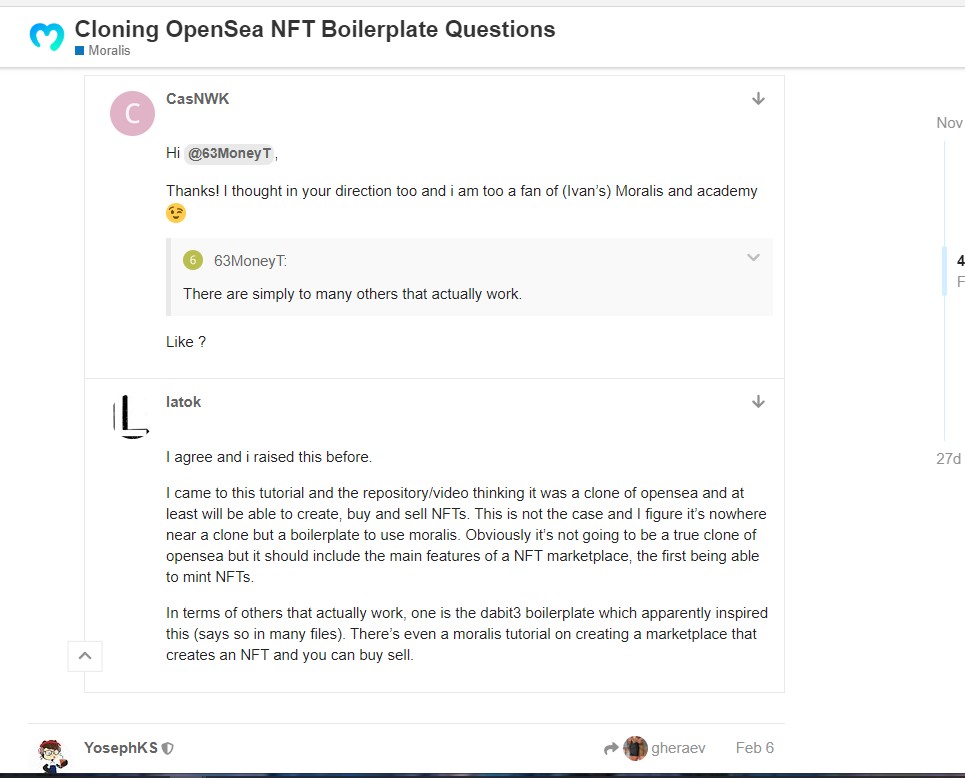 Cloning OpenSea NFT Boilerplate Questions
Moralis
C
CasNWK
Hi @63MoneyT,
Thanks! I thought in your direction too and i am too a fan of (Ivan's) Moralis and academy
6 63MoneyT:
There are simply to many others that actually work.
Like ?
latok
I agree and i raised this before.
I came to this tutorial and the repository/video thinking it was a clone of opensea and at
least will be able to create, buy and sell NFTs. This is not the case and I figure it's nowhere
near a clone but a boilerplate to use moralis. Obviously it's not going to be a true clone of
opensea but it should include the main features of a NFT marketplace, the first being able
to mint NFTs.
In terms of others that actually work, one is the dabit3 boilerplate which apparently inspired
this (says so in many files). There's even a moralis tutorial on creating a marketplace that
creates an NFT and you can buy sell.
YosephKS
gheraev
Feb 6
Nov
4
F
27d